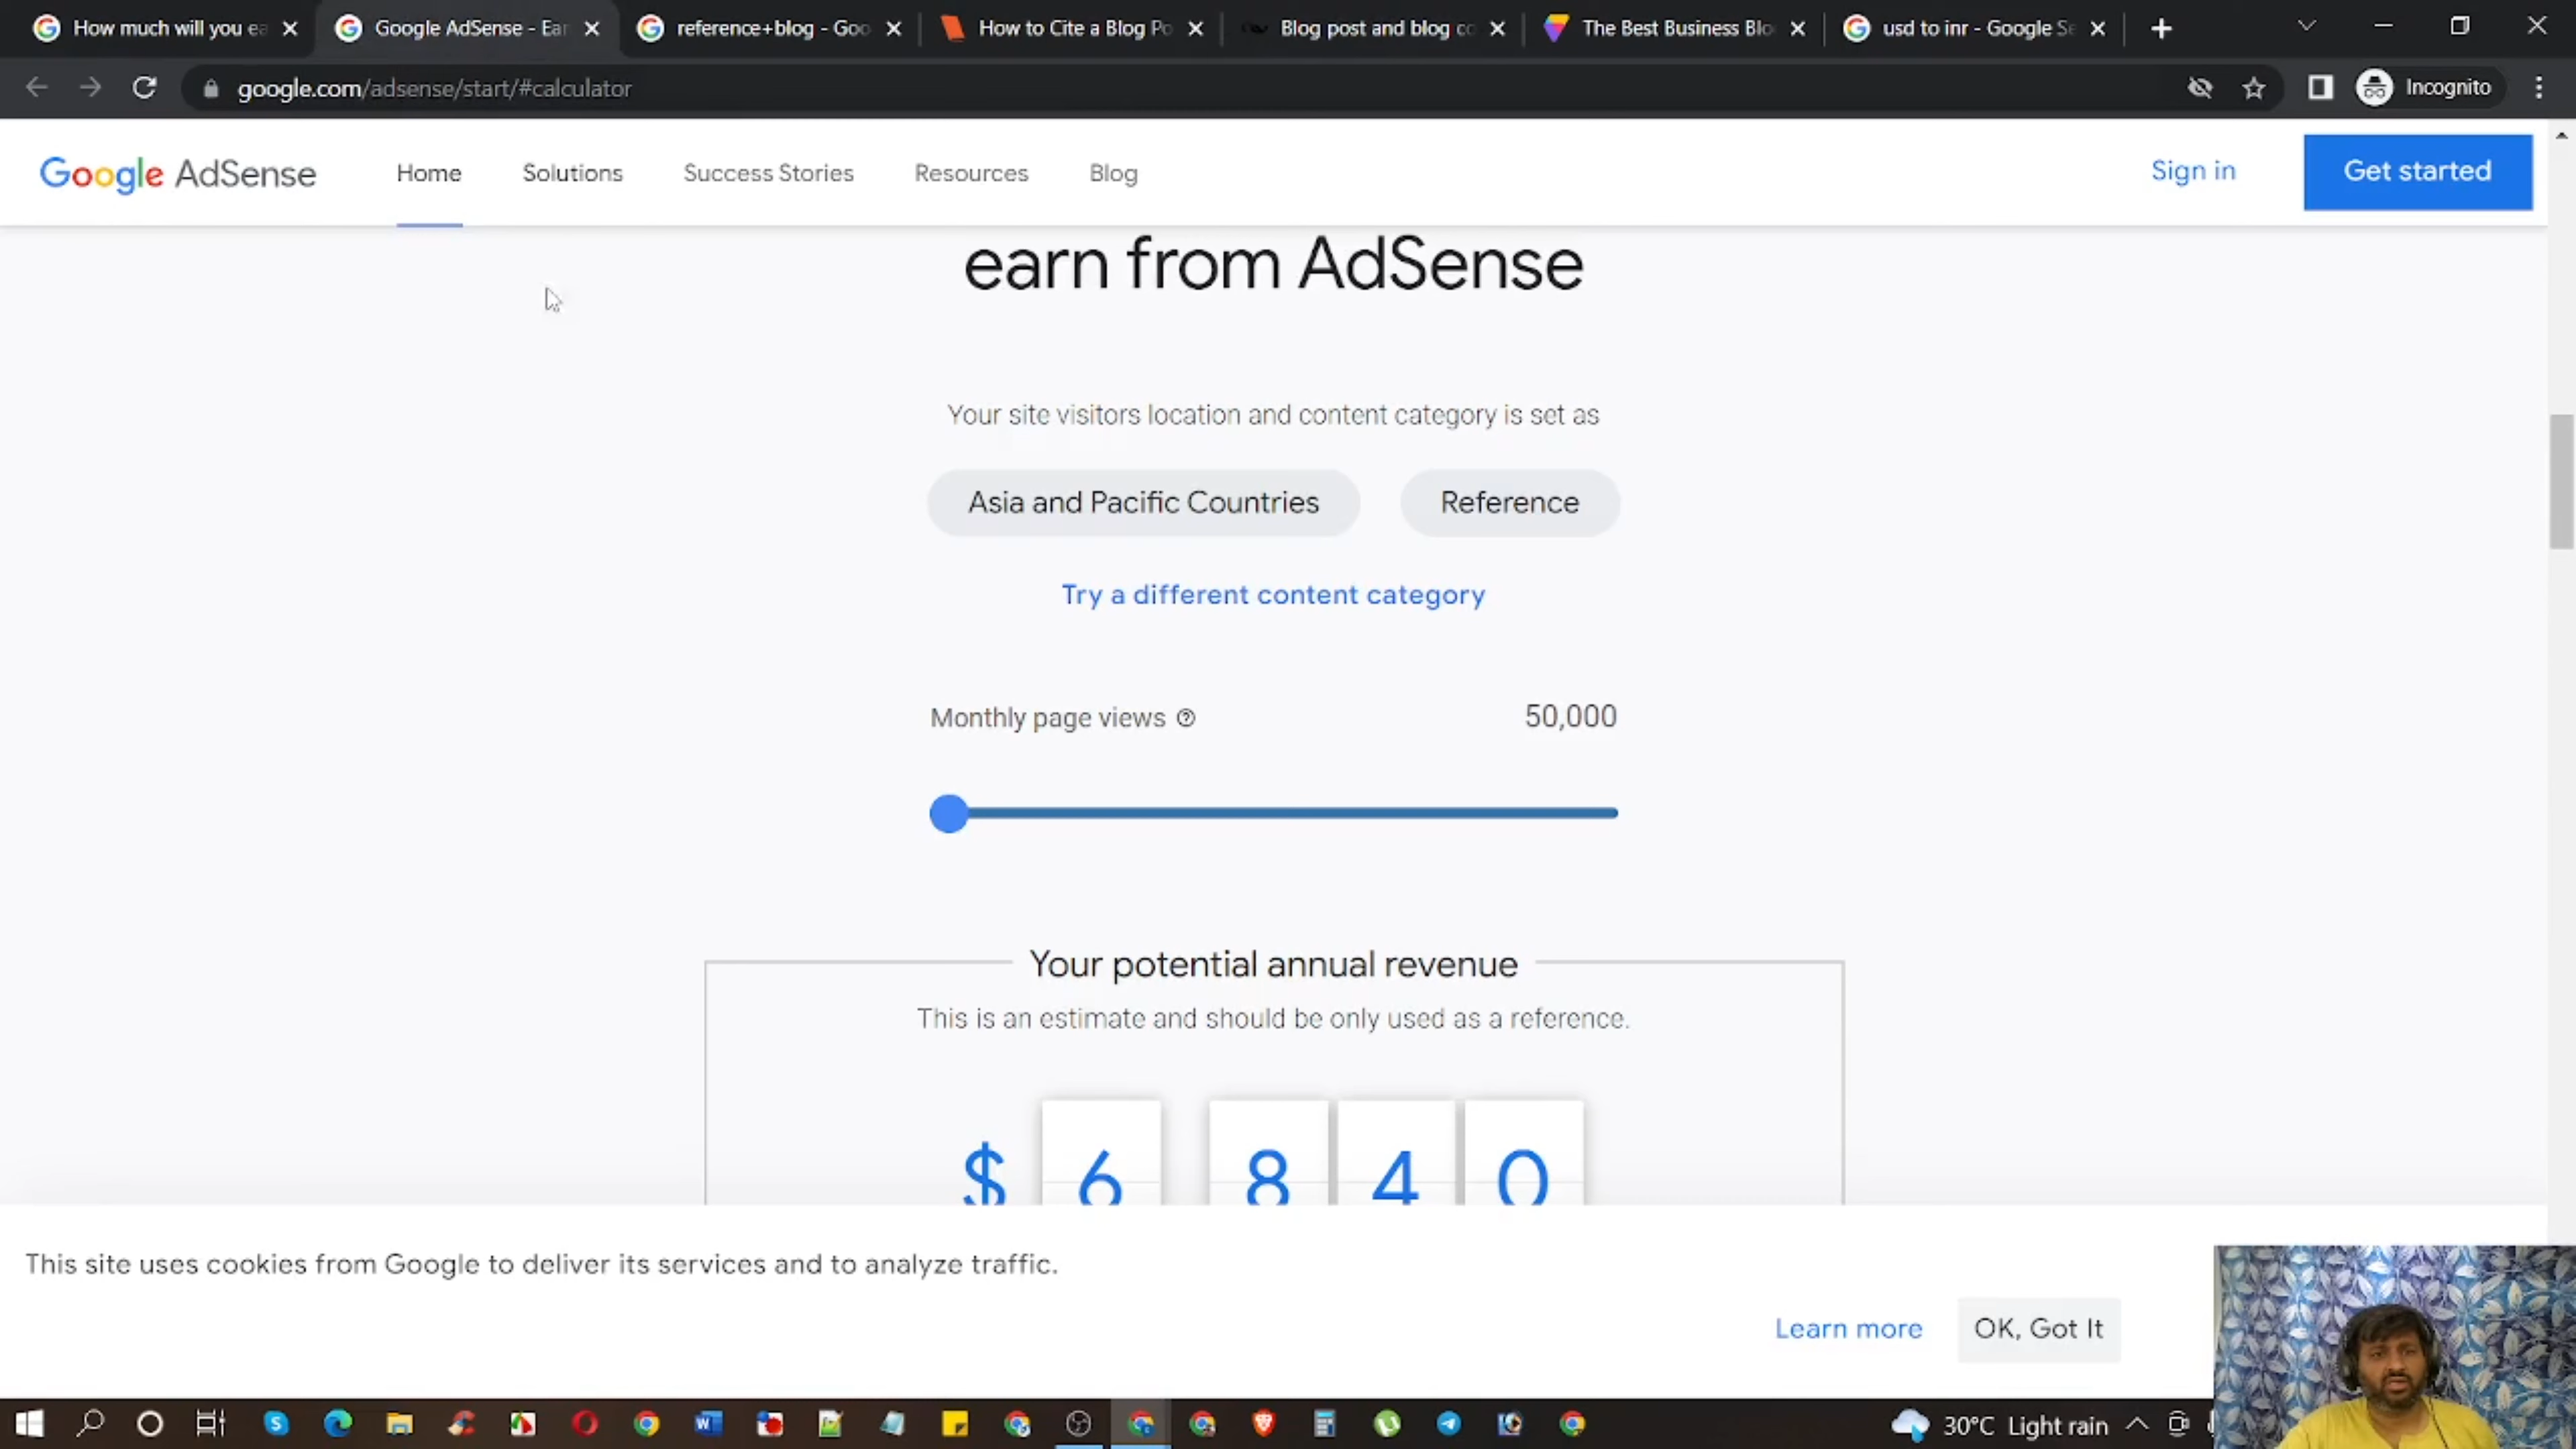 How much will you ea
Google AdSense - Ear
reference+blog - Goo
How to Cite a Blog Po
Blog post and blog co
The Best Business Blo
usd to inr - Google Se
google.com/adsense/start/#calculator
Incognito
Google AdSense
Home
Solutions
Success Stories
Resources
Blog
Sign in
Get started
earn from AdSense
Your site visitors location and content category is set as
Asia and Pacific Countries
Reference
Try a different content category
Monthly page views
50,000
Your potential annual revenue
This is an estimate and should be only used as a reference.
$ 6 840
This site uses cookies from Google to deliver its services and to analyze traffic.
Learn more
OK, Got It
30°C Light rain